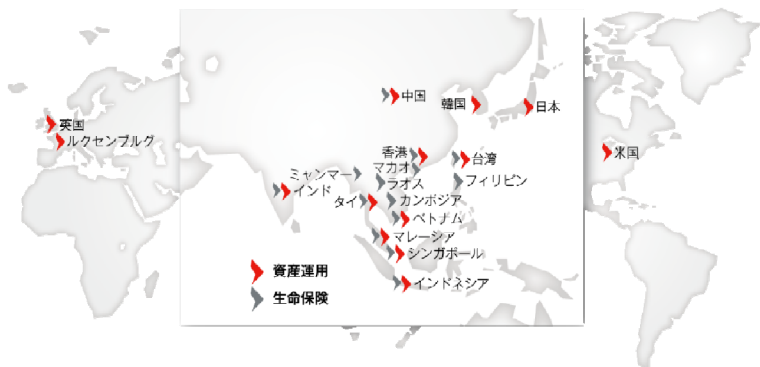 英国
ルクセンブルグ
中国
韓国
日本
米国
香港
マカオ
台湾
ミャンマー
ラオス
フィリピン
インド
タイ
カンボジア
ベトナム
マレーシア
シンガポール
インドネシア
資産運用
生命保険